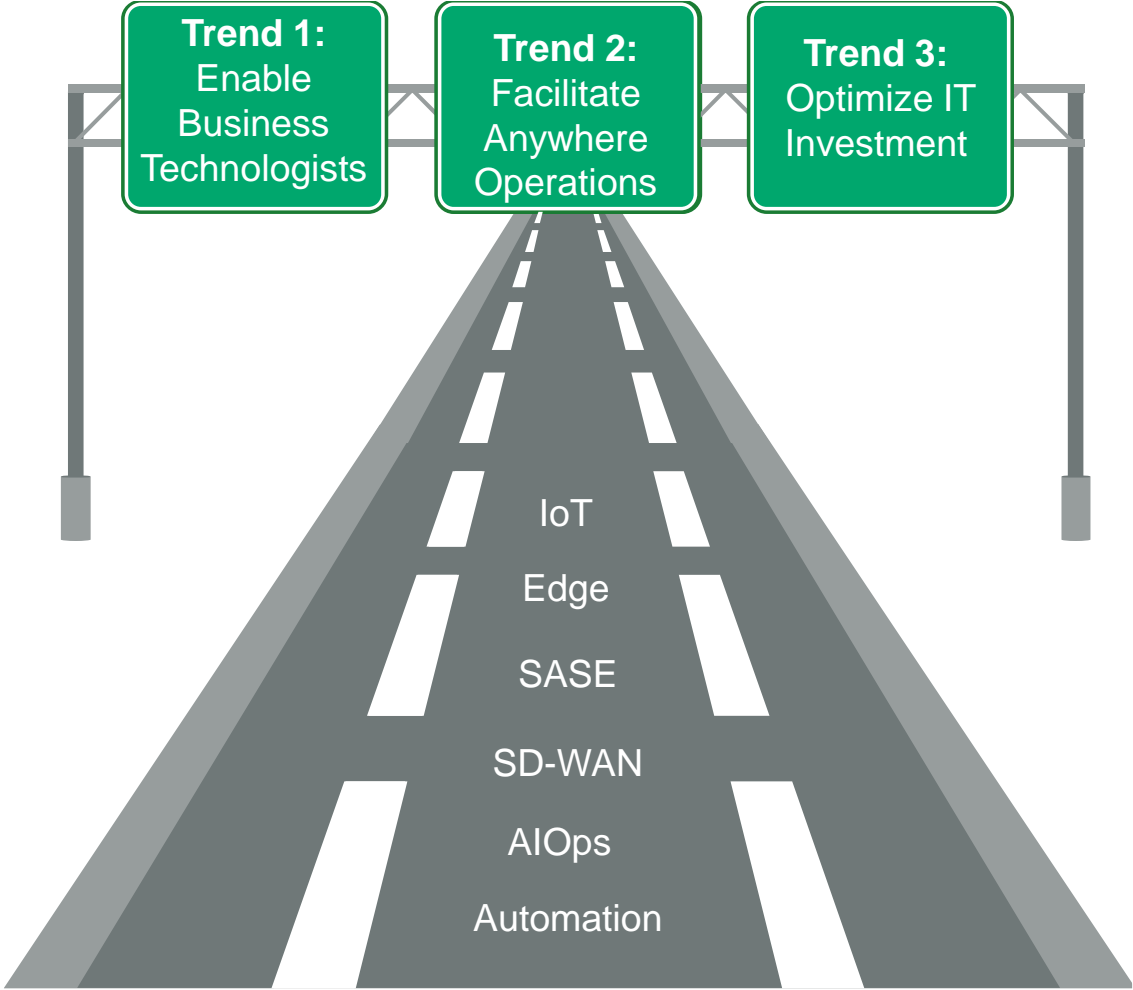 Trend 1:
Enable
Business
Technologists
Trend 2:
Facilitate
Anywhere
Operations
Trend 3:
Optimize IT
Investment
IoT
Edge
SASE
SD-WAN
AIOps
Automation